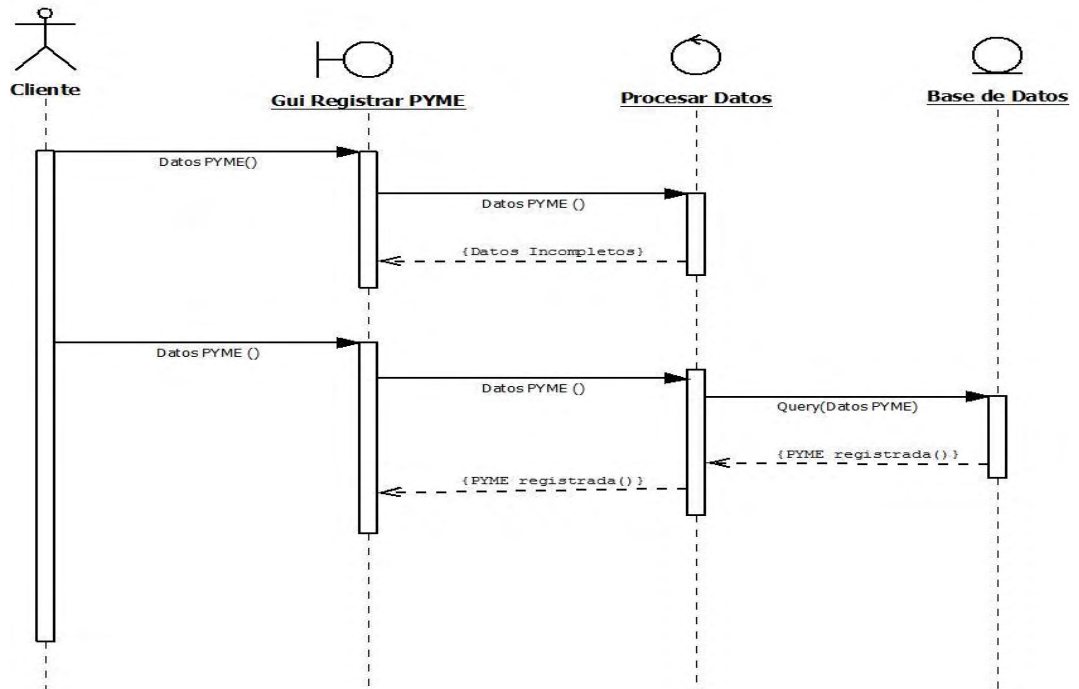 Cliente
Gui Registrar PYME
Procesar Datos
Base de Datos
Datos PYME()
Datos PYME ()
{Datos Incompletos}
Datos PYME ()
Datos PYME ()
Query(Datos PYME)
{PYME registrada()}
{PYME registrada()}